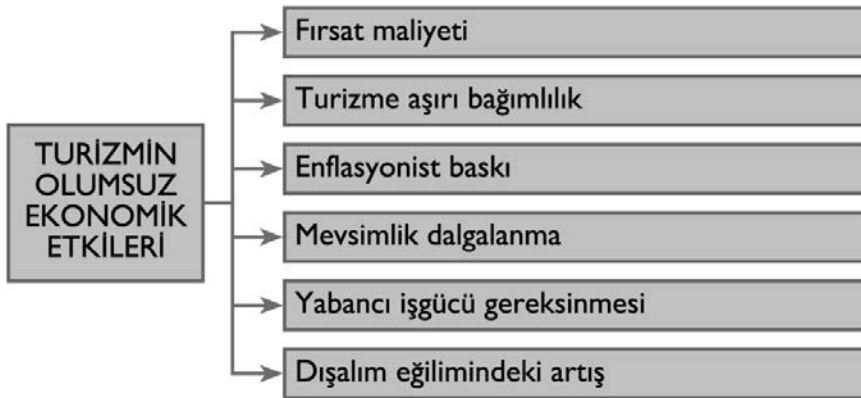 TURİZMİN
OLUMSUZ
EKONOMİK
ETKİLERİ
Fırsat maliyeti
Turizme aşırı bağımlılık
Enflasyonist baskı
Mevsimlik dalgalanma
Yabancı işgücü gereksinmesi
Dışalım eğilimindeki artış